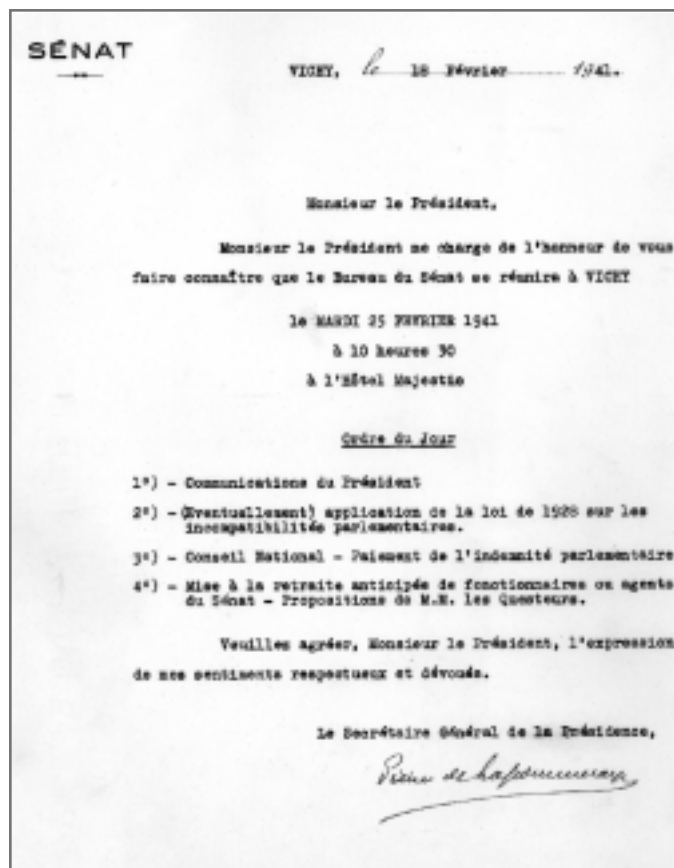 SÉNAT
VICHY, le 18 Février 1941.
Monsieur le Président,
Monsieur le Président me charge de l'honneur de vous
faire connaître que le Bureau du Sénat se réunira à VICHY
le MARDI 25 FEVRIER 1941
à 10 heures 30
à l'Hôtel Majestic
Ordre du Jour
1°) - Communications du Président
2°) - (Eventuellement) application de la loi de 1928 sur les
incompatibilités parlementaires.
3°) - Conseil National - Paiement de l'indemnité parlementaire
4°) - Mise à la retraite anticipée de fonctionnaires ou agents
du Sénat - Propositions de M.M. les Questeurs.
Veuillez agréer, Monsieur le Président, l'expression
de mes sentiments respectueux et dévoués.
Le Secrétaire Général de la Présidence,